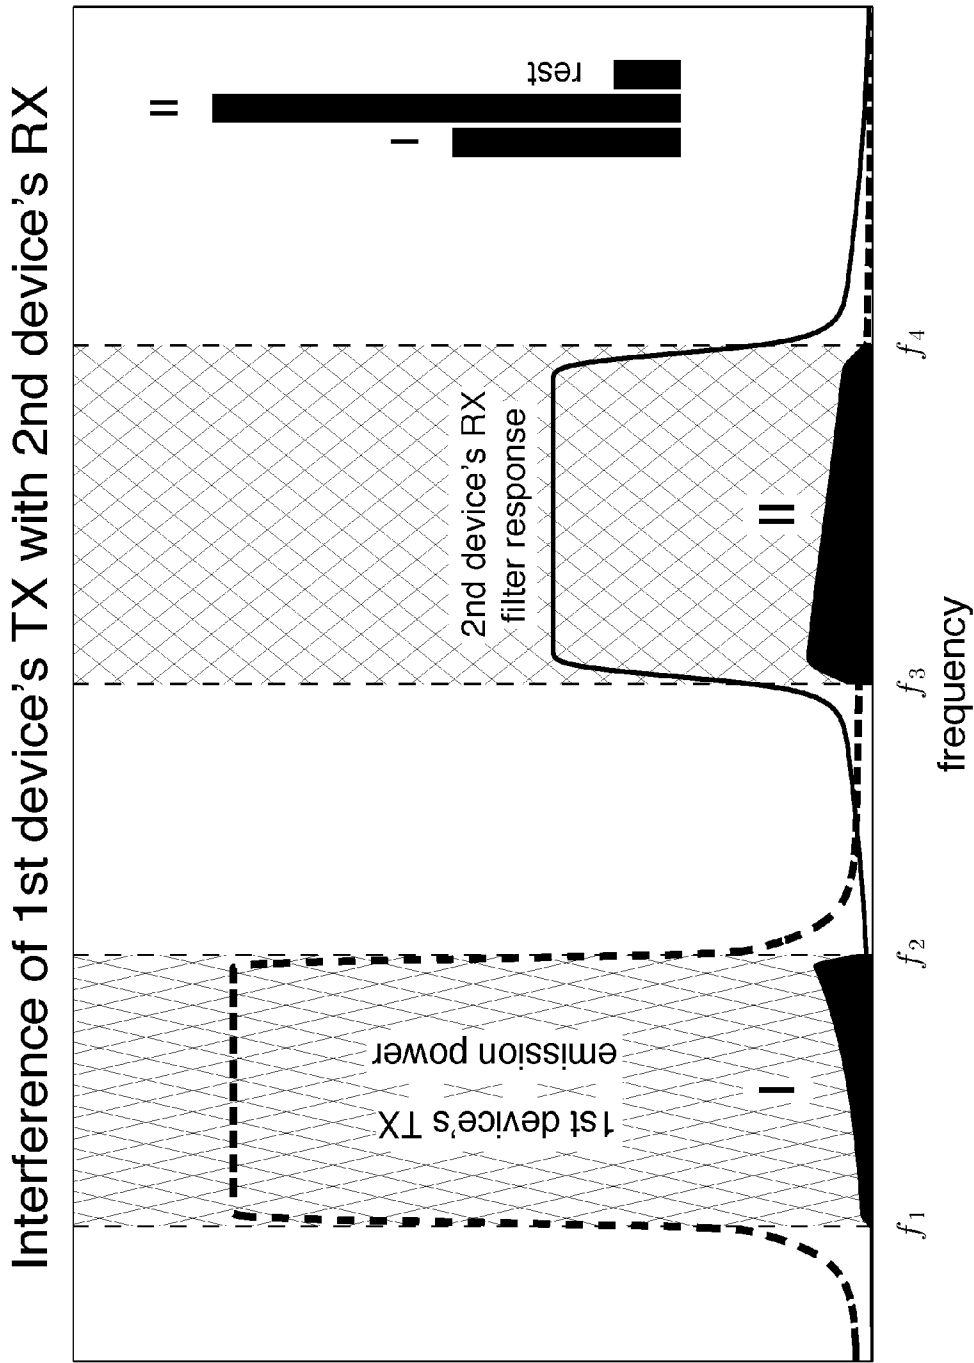 Interference of 1st device's TX with 2nd device's RX
I
II
rest
2nd device's RX
filter response
1st device's TX
emission power
I
II
f1
f2
f3
f4
frequency